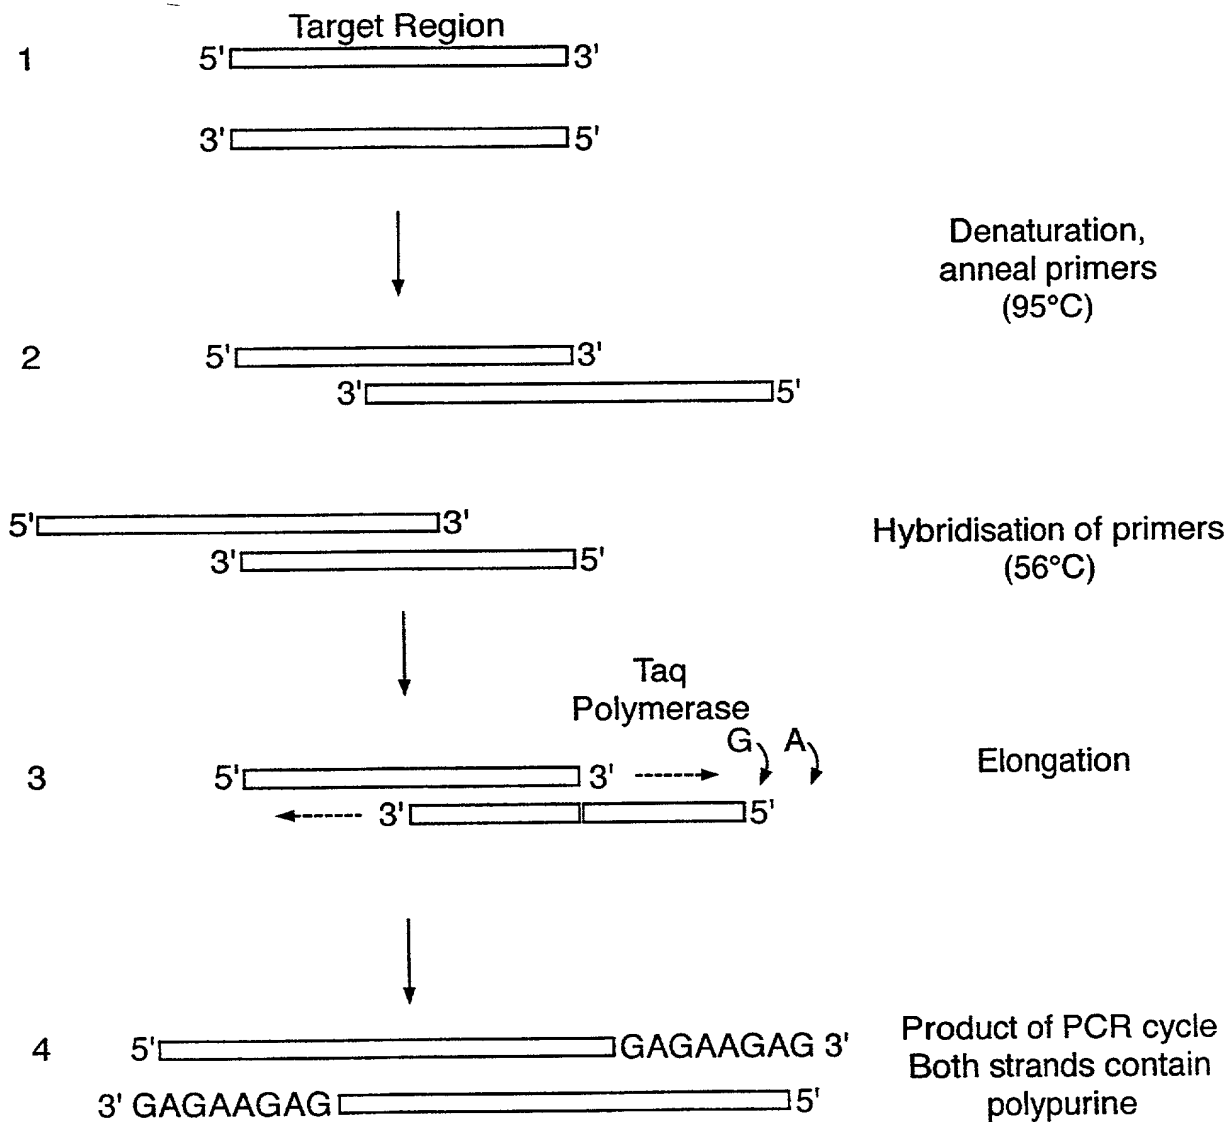 Target Region
1 5' 3'
3' 5'
Denaturation,
anneal primers
(95°C)
2 5' 3'
3' 5'
5' 3'
3' 5'
Hybridisation of primers
(56°C)
Taq
Polymerase
G A
3 5' 3'
3' 5'
Elongation
4 5' GAGAAGAG 3'
3' GAGAAGAG 5'
Product of PCR cycle
Both strands contain
polypurine